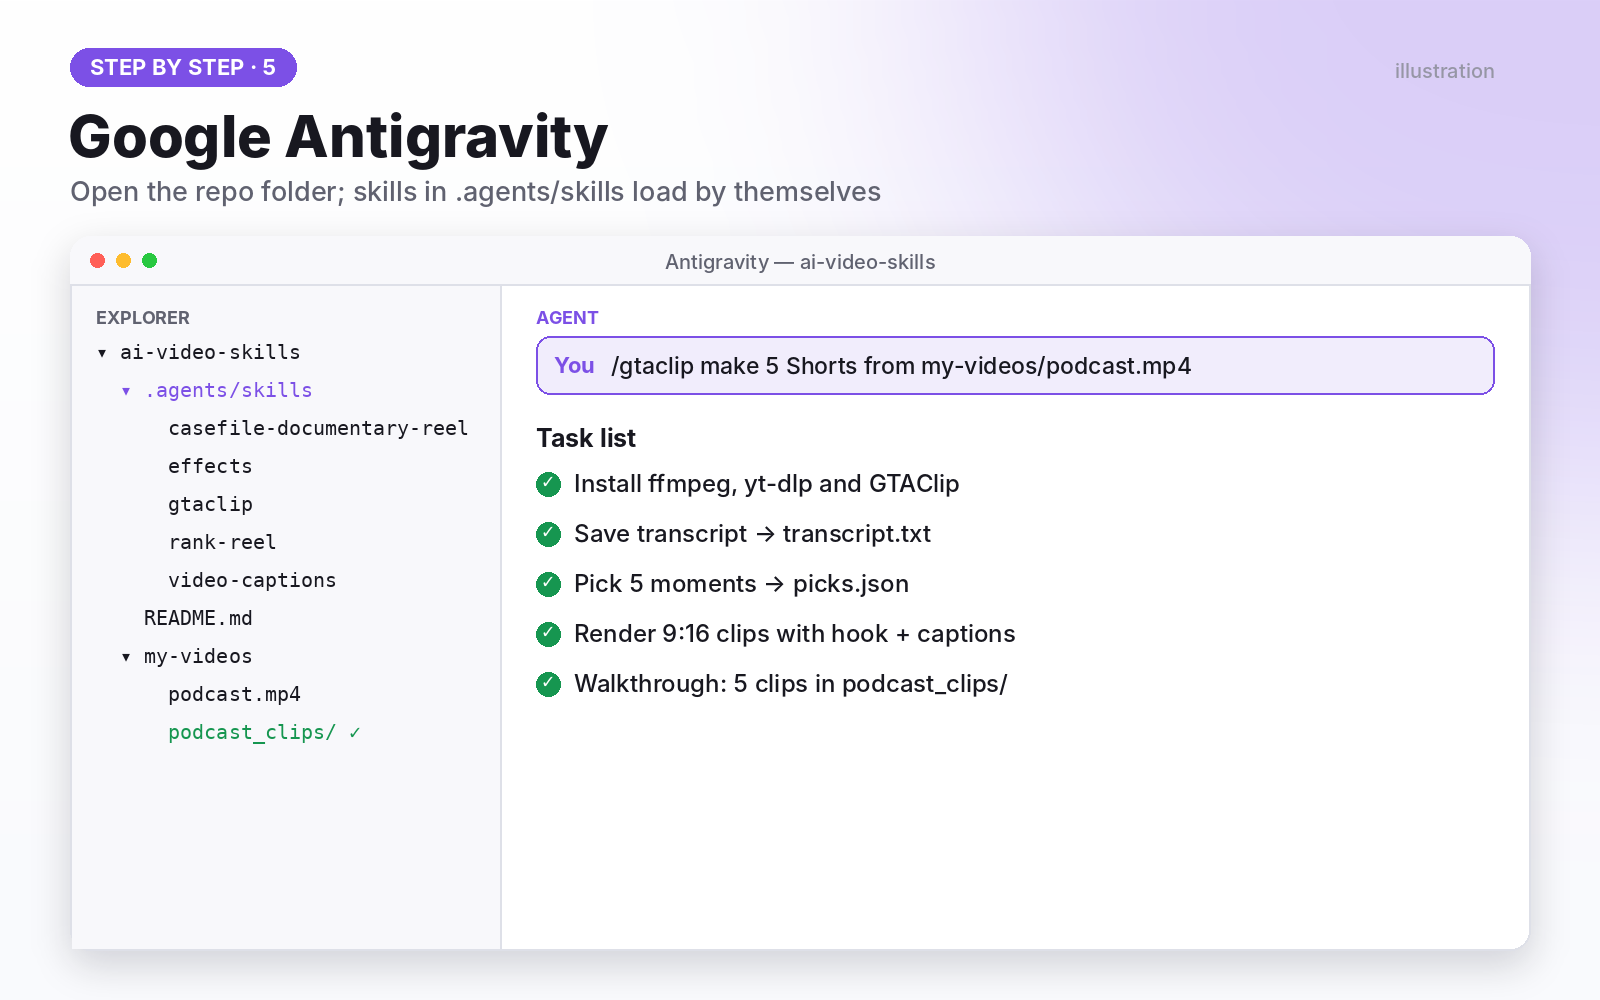 STEP BY STEP · 5
illustration
Google Antigravity
Open the repo folder; skills in .agents/skills load by themselves
Antigravity — ai-video-skills
EXPLORER
▾ ai-video-skills
▾ .agents/skills
casefile-documentary-reel
effects
gtaclip
rank-reel
video-captions
README.md
▾ my-videos
podcast.mp4
podcast_clips/ ✓
AGENT
You /gtaclip make 5 Shorts from my-videos/podcast.mp4
Task list
✓ Install ffmpeg, yt-dlp and GTAClip
✓ Save transcript → transcript.txt
✓ Pick 5 moments → picks.json
✓ Render 9:16 clips with hook + captions
✓ Walkthrough: 5 clips in podcast_clips/